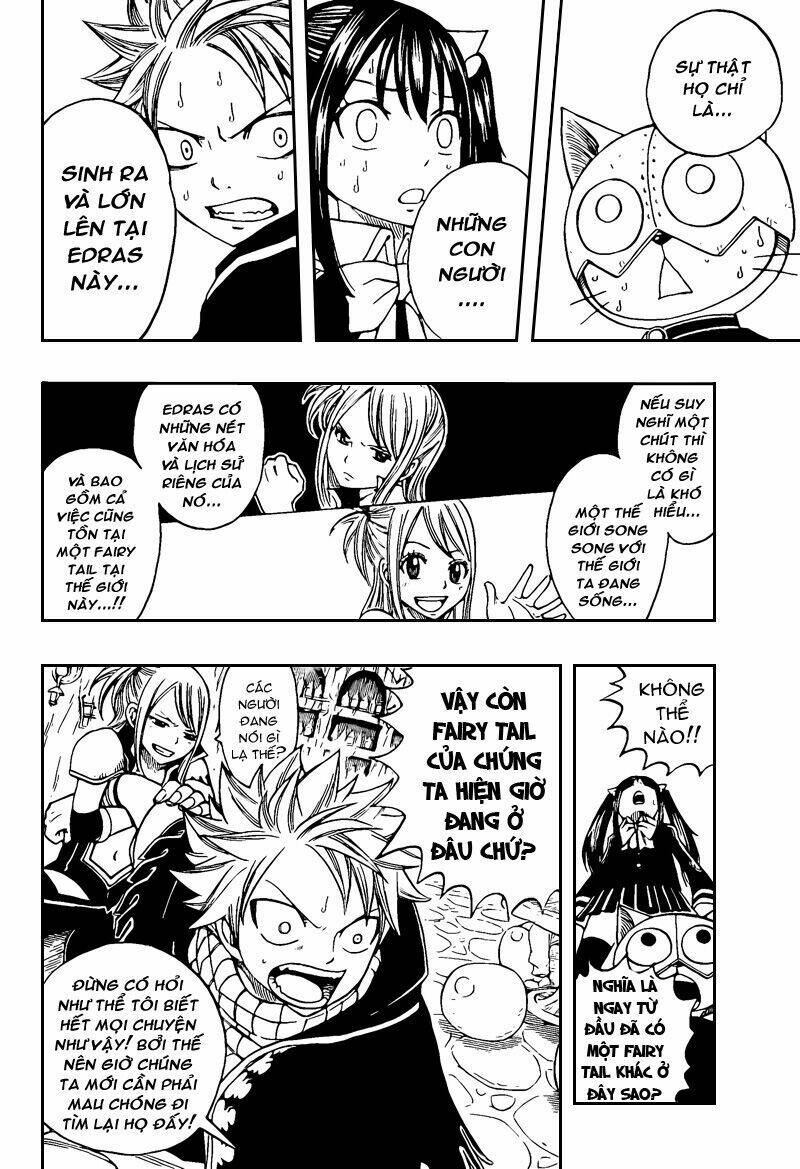 SỰ THẬT
HỌ CHỈ
LÀ...
NHỮNG
CON
NGƯỜI
....
SINH RA
VÀ LỚN
LÊN TẠI
EDRAS
NÀY...
NẾU SUY
NGHĨ MỘT
CHÚT THÌ
KHÔNG
CÓ GÌ
LÀ KHÓ
HIỂU...
MỘT THẾ
GIỚI SONG
SONG VỚI
THẾ GIỚI
TA ĐANG
SỐNG...
EDRAS CÓ
NHỮNG NÉT
VĂN HÓA
VÀ LỊCH SỬ
RIÊNG CỦA
NÓ...
VÀ BAO
GỒM CẢ
VIỆC CŨNG
TỒN TẠI
MỘT FAIRY
TAIL TẠI
THẾ GIỚI
NÀY...!!
KHÔNG
THỂ
NÀO!!
NGHĨA LÀ
NGAY TỪ
ĐẦU ĐÃ CÓ
MỘT FAIRY
TAIL KHÁC Ở
ĐÂY SAO?
VẬY CÒN
FAIRY TAIL
CỦA CHÚNG
TA HIỆN GIỜ
ĐANG Ở
ĐÂU CHỨ?
CÁC
NGƯỜI
ĐANG
NÓI GÌ
LẠ THẾ?
ĐỪNG CÓ HỎI
NHƯ THỂ TÔI BIẾT
HẾT MỌI CHUYỆN
NHƯ VẬY! BỞI THẾ
NÊN GIỜ CHÚNG
TA MỚI CẦN PHẢI
MAU CHÓNG ĐI
TÌM LẠI HỌ ĐẤY!